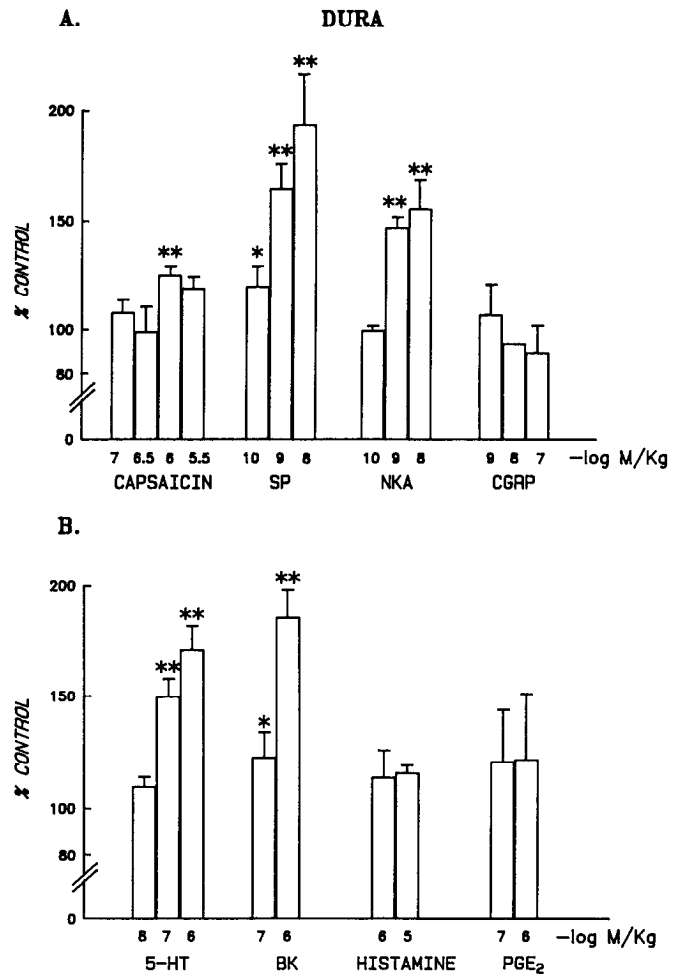 A. DURA
**
200
**
**
% CONTROL
150
**
**
*
100
80
0
7 6.5 6 5.5 10 9 8 10 9 8 9 8 7 -log M/Kg
CAPSAICIN SP NKA CGRP
B.
200
**
**
% CONTROL
150
**
*
100
80
0
8 7 6 7 6 6 5 7 6 -log M/Kg
5-HT BK HISTAMINE PGE₂